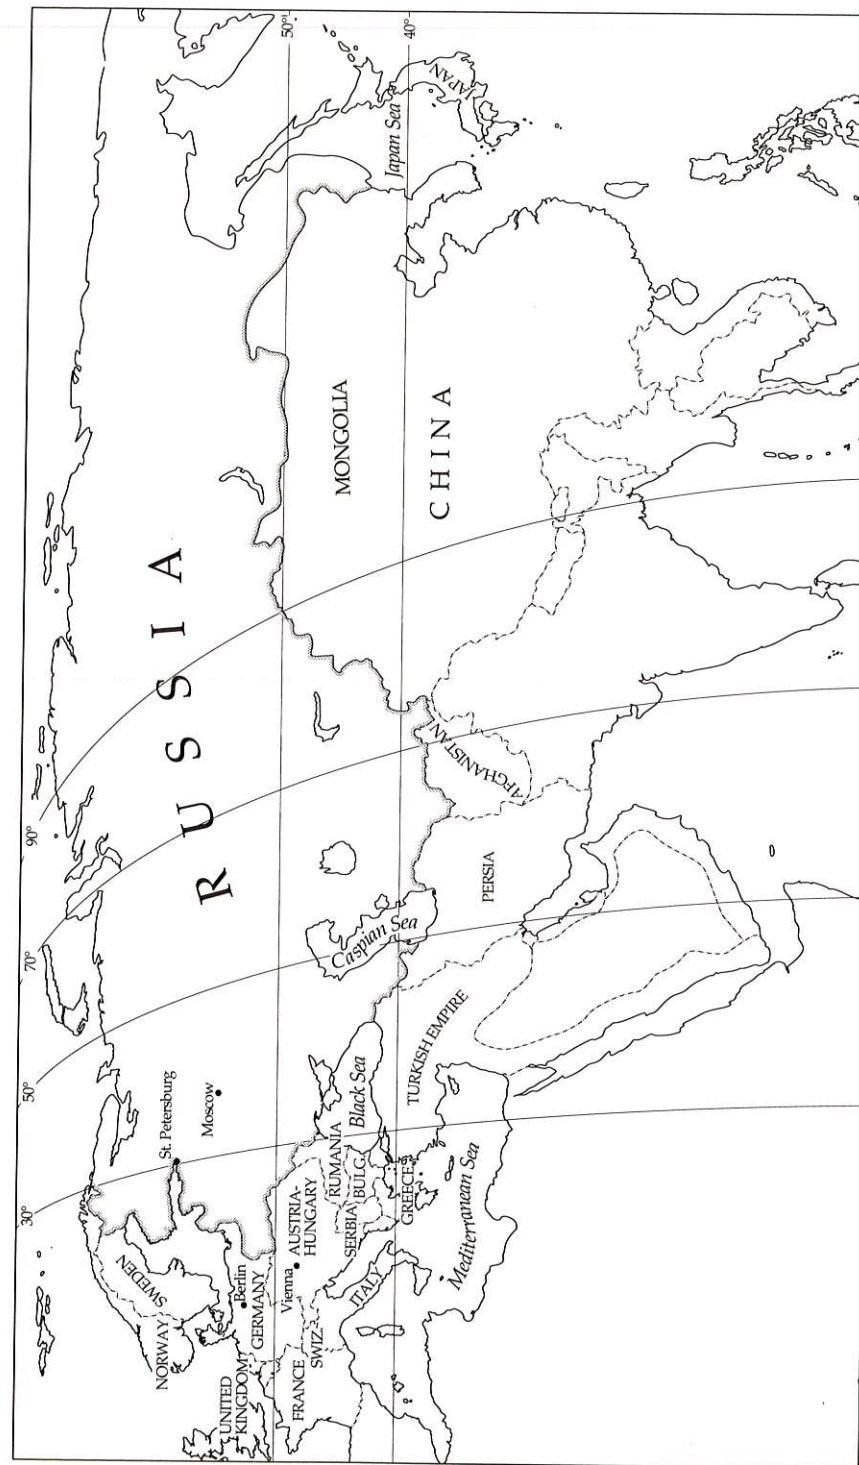 30°
50°
70°
90°
50°
40°
RUSSIA
St. Petersburg
Moscow
NORWAY
SWEDEN
UNITED
KINGDOM
Berlin
GERMANY
FRANCE
SWIZ.
Vienna
AUSTRIA-
HUNGARY
ITALY
SERBIA
RUMANIA
BULG.
GREECE
Black Sea
Mediterranean Sea
TURKISH EMPIRE
Caspian Sea
PERSIA
AFGHANISTAN
MONGOLIA
CHINA
Japan Sea
JAPAN